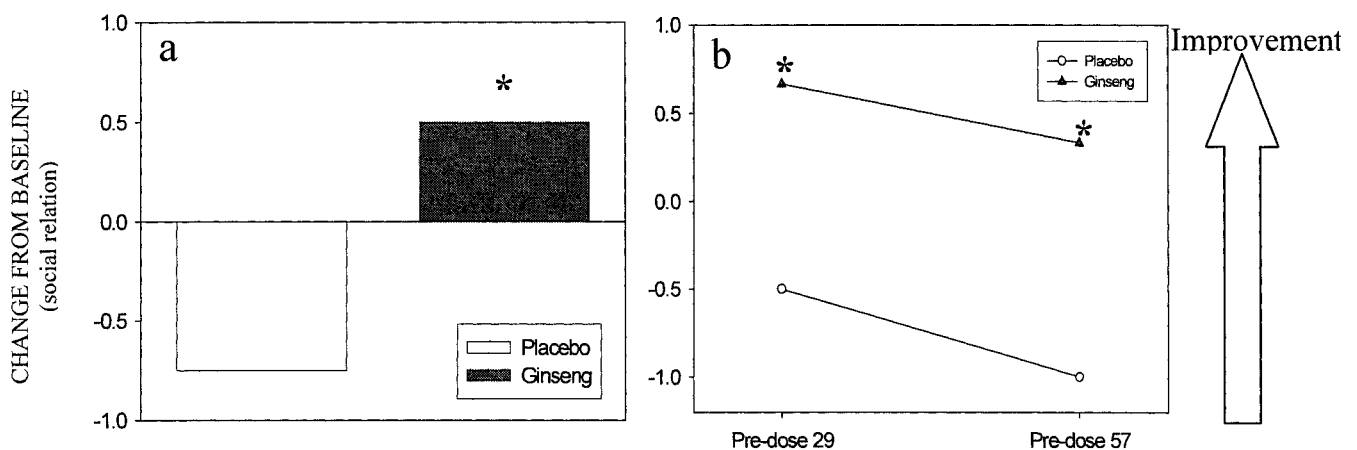 CHANGE FROM BASELINE
(social relation)
1.0
0.5
0.0
-0.5
-1.0
a
*
Placebo
Ginseng
1.0
0.5
0.0
-0.5
-1.0
b
*
*
Placebo
Ginseng
Pre-dose 29
Pre-dose 57
Improvement